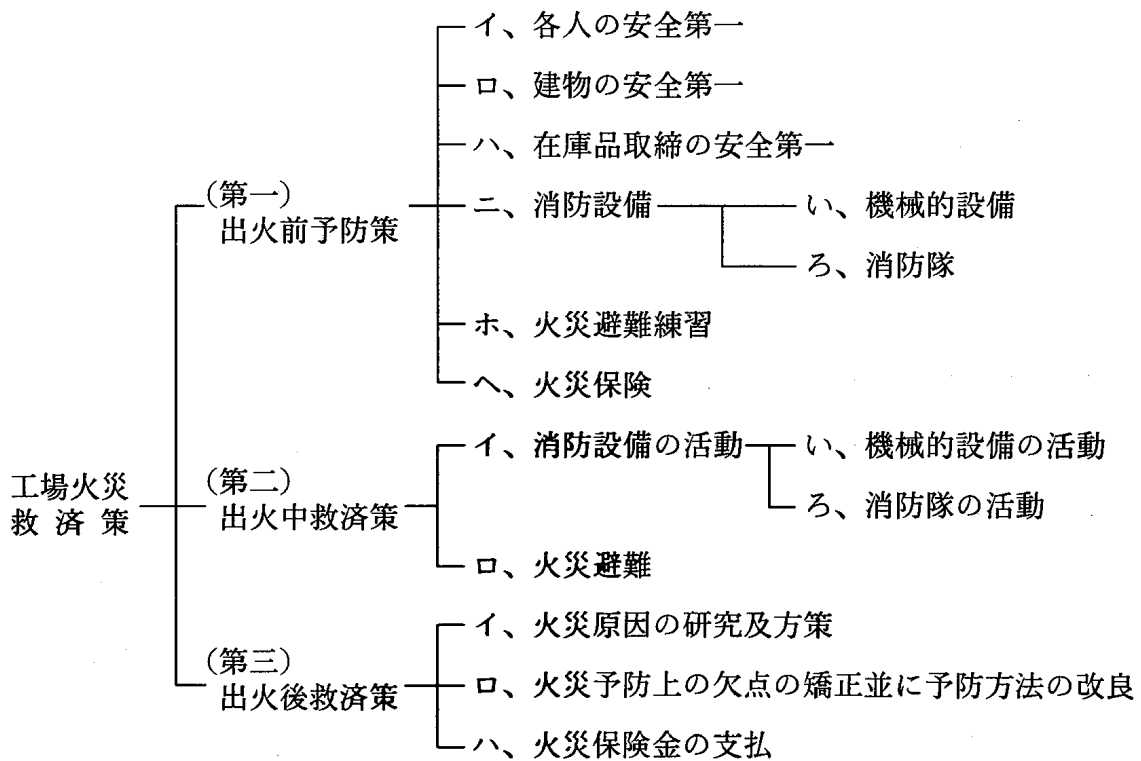 工場火災
救済策
(第一)
出火前予防策
イ、各人の安全第一
ロ、建物の安全第一
ハ、在庫品取締の安全第一
ニ、消防設備
い、機械的設備
ろ、消防隊
ホ、火災避難練習
ヘ、火災保険
(第二)
出火中救済策
イ、消防設備の活動
い、機械的設備の活動
ろ、消防隊の活動
ロ、火災避難
(第三)
出火後救済策
イ、火災原因の研究及方策
ロ、火災予防上の欠点の矯正並に予防方法の改良
ハ、火災保険金の支払